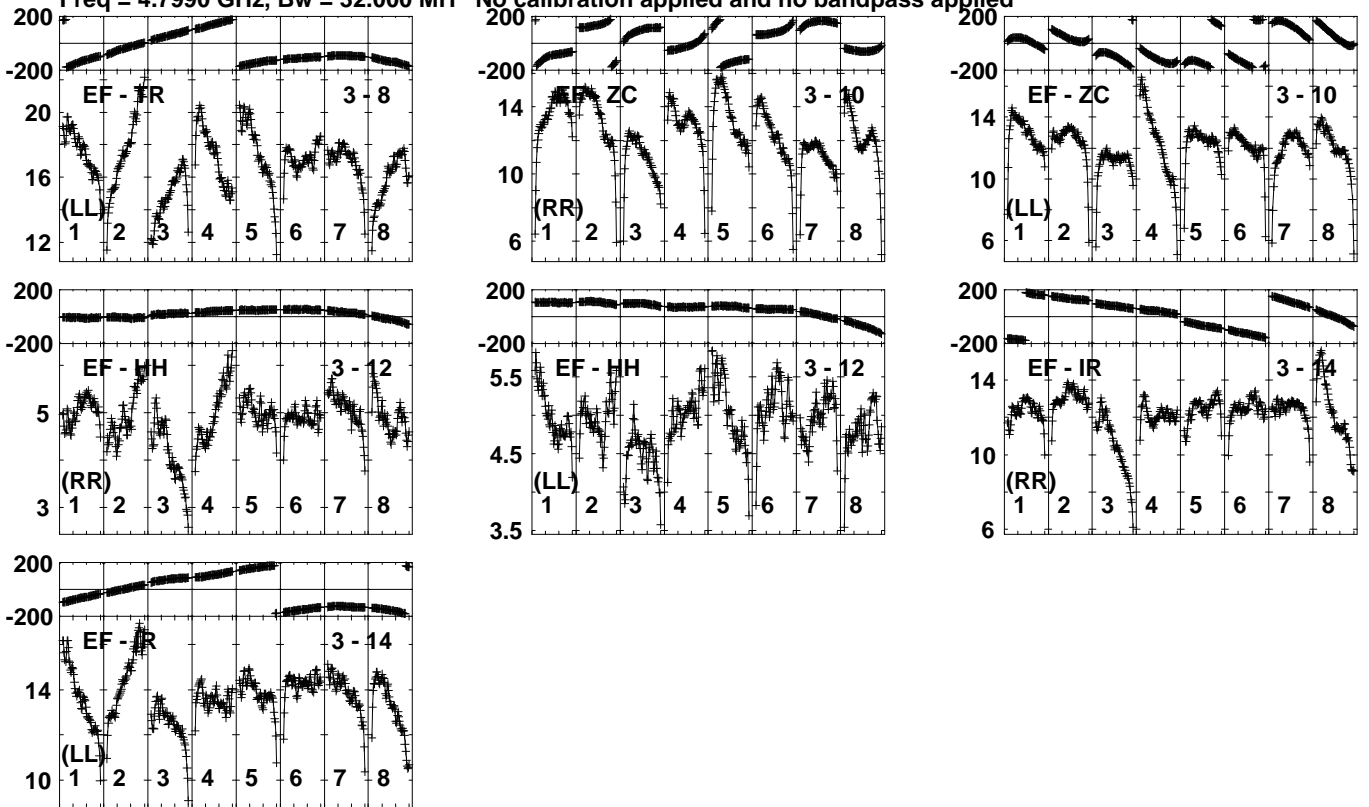 Freq = 4.7990 GHz, Bw = 32.000 MH No calibration applied and no bandpass applied
200
-200
EF - TR 3 - 8
20
16
12
(LL)
1 2 3 4 5 6 7 8
200
-200
EF - ZC 3 - 10
14
10
6
(RR)
1 2 3 4 5 6 7 8
200
-200
EF - ZC 3 - 10
14
10
6
(LL)
1 2 3 4 5 6 7 8
200
-200
EF - HH 3 - 12
5
3
(RR)
1 2 3 4 5 6 7 8
200
-200
EF - HH 3 - 12
5.5
4.5
3.5
(LL)
1 2 3 4 5 6 7 8
200
-200
EF - IR 3 - 14
14
10
6
(RR)
1 2 3 4 5 6 7 8
200
-200
EF - IR 3 - 14
14
10
(LL)
1 2 3 4 5 6 7 8